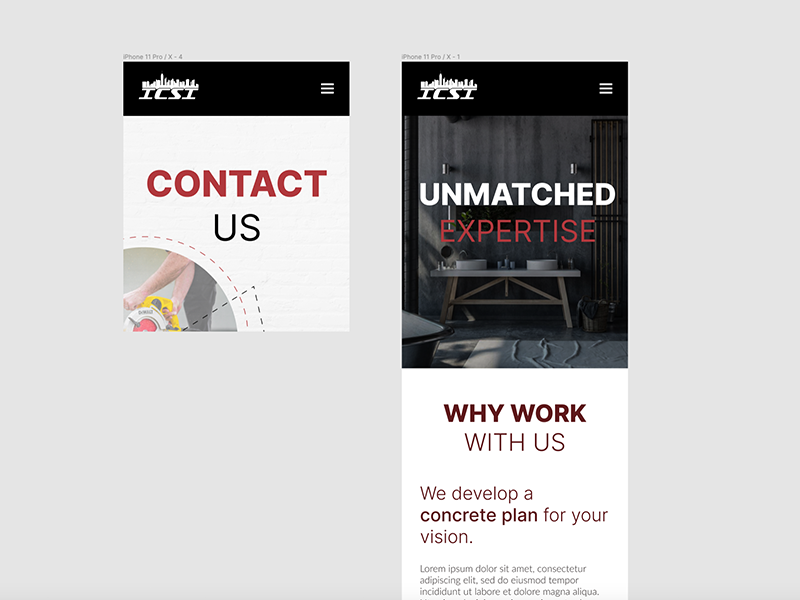 iPhone 11 Pro / X – 4
ICSI
CONTACT
US
iPhone 11 Pro / X – 1
ICSI
UNMATCHED
EXPERTISE
WHY WORK
WITH US
We develop a
concrete plan for your
vision.
Lorem ipsum dolor sit amet, consectetur
adipiscing elit, sed do eiusmod tempor
incididunt ut labore et dolore magna aliqua.